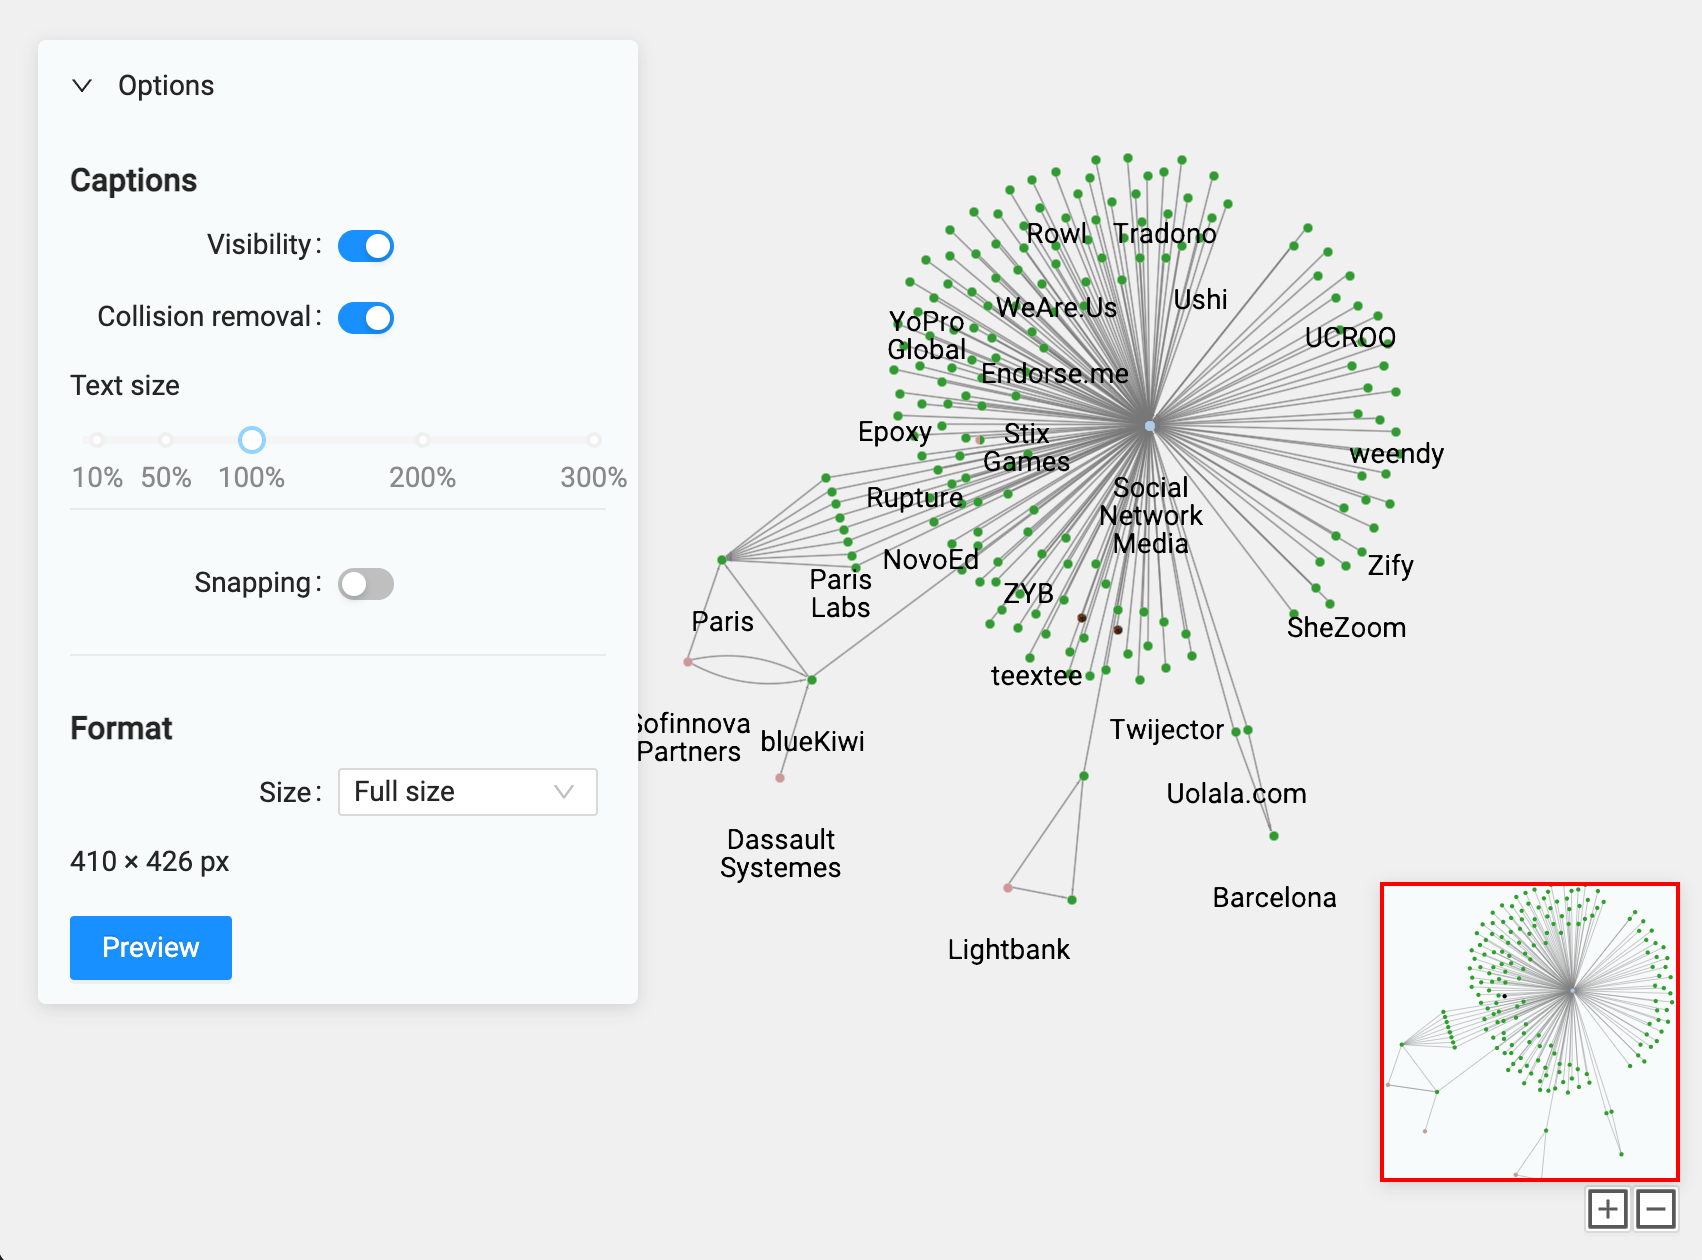 Options
Captions
Visibility:
Collision removal:
Text size
10% 50% 100% 200% 300%
Snapping:
Format
Size: Full size
410 × 426 px
Preview
Rowl Tradono
Ushi
WeAre.Us
YoPro
Global
UCROO
Endorse.me
Epoxy
Stix
Games
weendy
Rupture
Social
Network
Media
NovoEd
Zify
Paris
Labs
ZYB
Paris
SheZoom
teextee
Sofinnova
Partners
blueKiwi
Twijector
Uolala.com
Dassault
Systemes
Barcelona
Lightbank